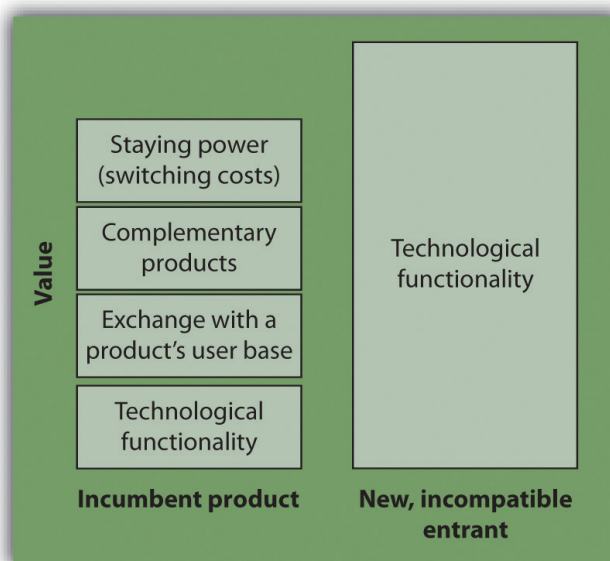 Value
Staying power
(switching costs)
Complementary
products
Exchange with a
product's user base
Technological
functionality
Incumbent product
Technological
functionality
New, incompatible
entrant